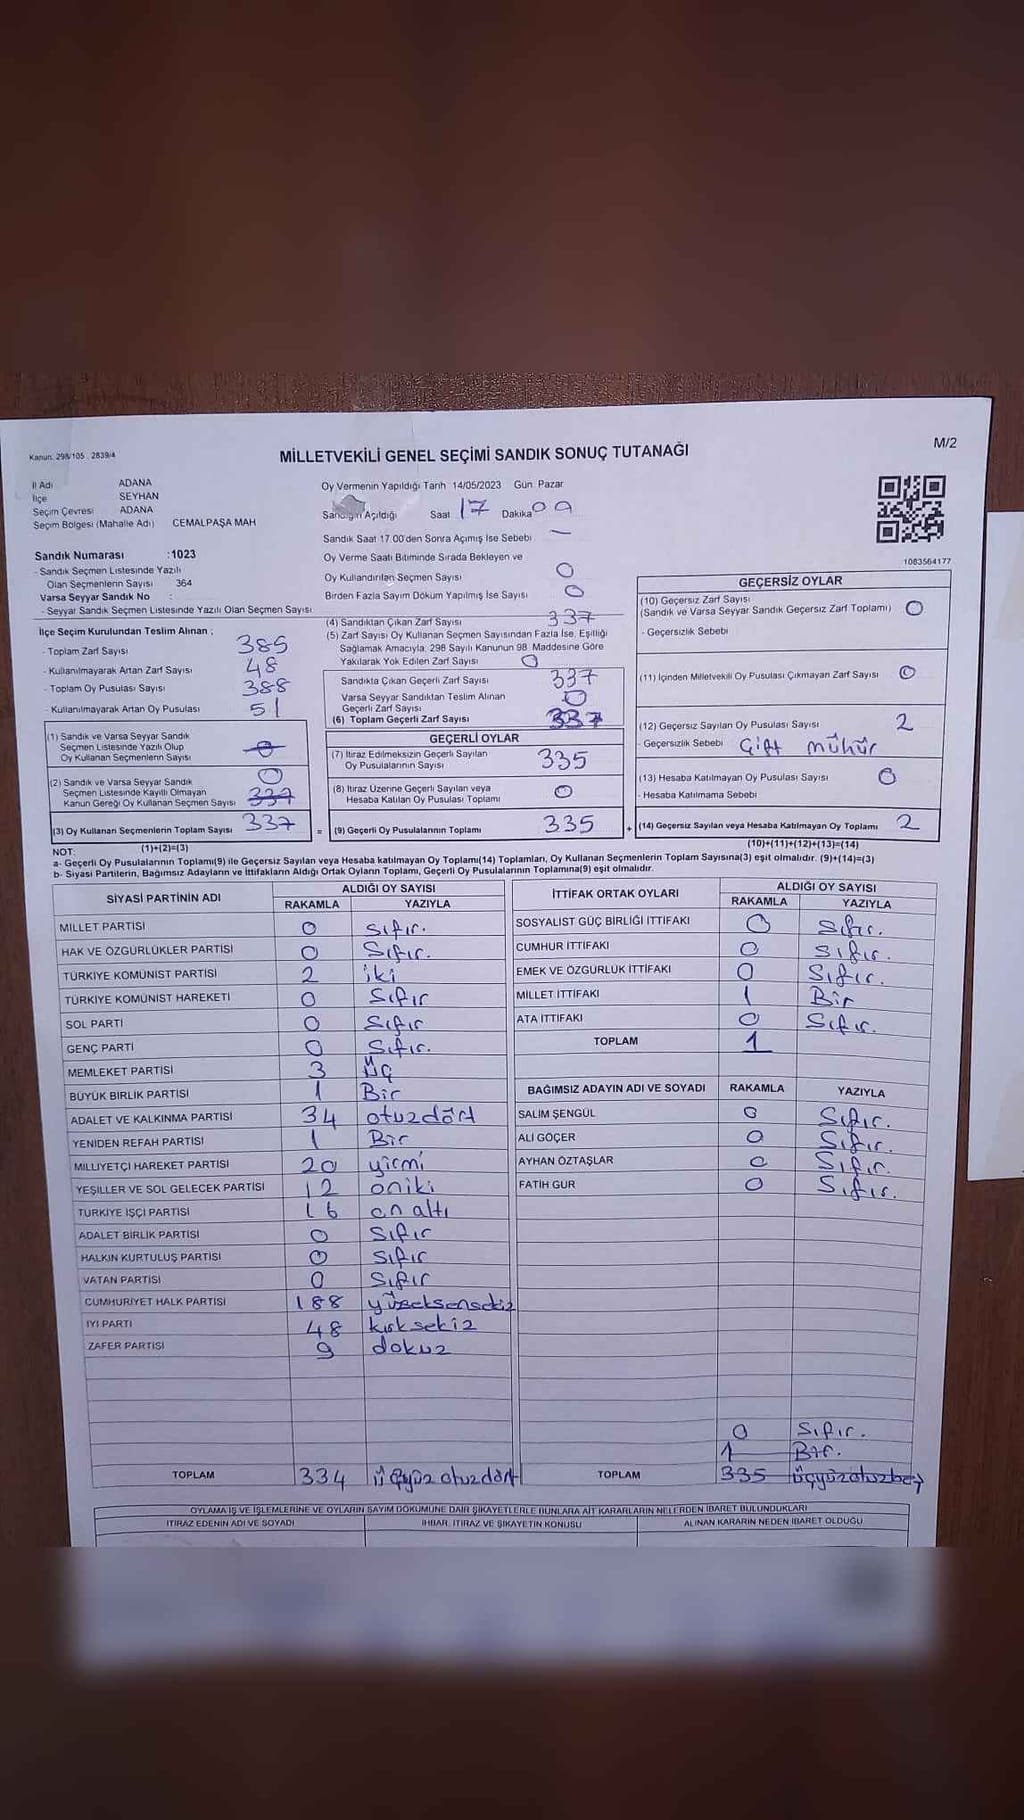 Kanun. 298/105 . 2839/4
MİLLETVEKİLİ GENEL SEÇİMİ SANDIK SONUÇ TUTANAĞI
M/2
İl Adı ADANA
İlçe SEYHAN
Seçim Çevresi ADANA
Seçim Bölgesi (Mahalle Adı) CEMALPAŞA MAH
Oy Vermenin Yapıldığı Tarih 14/05/2023 Gün. Pazar
Sandığın Açıldığı Saat 17 Dakika 09
Sandık Saat 17.00'den Sonra Açımış İse Sebebi —
Oy Verme Saati Bitiminde Sırada Bekleyen ve
Oy Kullandırılan Seçmen Sayısı 0
Birden Fazla Sayım Döküm Yapılmış İse Sayısı 0
1083564177
Sandık Numarası :1023
- Sandık Seçmen Listesinde Yazılı
Olan Seçmenlerin Sayısı 364
Varsa Seyyar Sandık No :
- Seyyar Sandık Seçmen Listesinde Yazılı Olan Seçmen Sayısı
İlçe Seçim Kurulundan Teslim Alınan ;
- Toplam Zarf Sayısı 385
- Kullanılmayarak Artan Zarf Sayısı 48
- Toplam Oy Pusulası Sayısı 388
- Kullanılmayarak Artan Oy Pusulası 51
(1) Sandık ve Varsa Seyyar Sandık
Seçmen Listesinde Yazılı Olup
Oy Kullanan Seçmenlerin Sayısı 0
(2) Sandık ve Varsa Seyyar Sandık 0
Seçmen Listesinde Kayıtlı Olmayan
Kanun Gereği Oy Kullanan Seçmen Sayısı 337
(3) Oy Kullanan Seçmenlerin Toplam Sayısı 337
(4) Sandıktan Çıkan Zarf Sayısı 337
(5) Zarf Sayısı Oy Kullanan Seçmen Sayısından Fazla İse, Eşitliği
Sağlamak Amacıyla, 298 Sayılı Kanunun 98. Maddesine Göre
Yakılarak Yok Edilen Zarf Sayısı 0
Sandıkta Çıkan Geçerli Zarf Sayısı 337
Varsa Seyyar Sandıktan Teslim Alınan
Geçerli Zarf Sayısı 0
(6) Toplam Geçerli Zarf Sayısı 337
GEÇERLİ OYLAR
(7) İtiraz Edilmeksizin Geçerli Sayılan
Oy Pusulalarının Sayısı 335
(8) İtiraz Üzerine Geçerli Sayılan veya
Hesaba Katılan Oy Pusulası Toplamı 0
= (9) Geçerli Oy Pusulalarının Toplamı 335
GEÇERSİZ OYLAR
(10) Geçersiz Zarf Sayısı
(Sandık ve Varsa Seyyar Sandık Geçersiz Zarf Toplamı) 0
- Geçersizlik Sebebi
(11) İçinden Milletvekili Oy Pusulası Çıkmayan Zarf Sayısı 0
(12) Geçersiz Sayılan Oy Pusulası Sayısı 2
- Geçersizlik Sebebi Çift mühür
(13) Hesaba Katılmayan Oy Pusulası Sayısı 0
- Hesaba Katılmama Sebebi
+ (14) Geçersiz Sayılan veya Hesaba Katılmayan Oy Toplamı 2
NOT: (1)+(2)=(3) (10)+(11)+(12)+(13)=(14)
a- Geçerli Oy Pusulalarının Toplamı(9) ile Geçersiz Sayılan veya Hesaba katılmayan Oy Toplamı(14) Toplamları, Oy Kullanan Seçmenlerin Toplam Sayısına(3) eşit olmalıdır. (9)+(14)=(3)
b- Siyasi Partilerin, Bağımsız Adayların ve İttifakların Aldığı Ortak Oyların Toplamı, Geçerli Oy Pusulalarının Toplamına(9) eşit olmalıdır.
SİYASİ PARTİNİN ADI ALDIĞI OY SAYISI
RAKAMLA YAZIYLA
MİLLET PARTİSİ 0 Sıfır.
HAK VE ÖZGÜRLÜKLER PARTİSİ 0 Sıfır.
TÜRKİYE KOMÜNİST PARTİSİ 2 iki
TÜRKİYE KOMÜNİST HAREKETİ 0 Sıfır
SOL PARTİ 0 Sıfır
GENÇ PARTİ 0 Sıfır.
MEMLEKET PARTİSİ 3 Üç
BÜYÜK BİRLİK PARTİSİ 1 Bir
ADALET VE KALKINMA PARTİSİ 34 otuzdört
YENİDEN REFAH PARTİSİ 1 Bir
MİLLİYETÇİ HAREKET PARTİSİ 20 yirmi
YEŞİLLER VE SOL GELECEK PARTİSİ 12 oniki
TÜRKİYE İŞÇİ PARTİSİ 16 on altı
ADALET BİRLİK PARTİSİ 0 Sıfır
HALKIN KURTULUŞ PARTİSİ 0 Sıfır
VATAN PARTİSİ 0 Sıfır
CUMHURİYET HALK PARTİSİ 188 yüzseksensekiz
İYİ PARTİ 48 kırksekiz
ZAFER PARTİSİ 9 dokuz
TOPLAM 334 üçyüzotuzdört
İTTİFAK ORTAK OYLARI ALDIĞI OY SAYISI
RAKAMLA YAZIYLA
SOSYALİST GÜÇ BİRLİĞİ İTTİFAKI 0 Sıfır.
CUMHUR İTTİFAKI 0 Sıfır.
EMEK VE ÖZGÜRLÜK İTTİFAKI 0 Sıfır.
MİLLET İTTİFAKI 1 Bir
ATA İTTİFAKI 0 Sıfır.
TOPLAM 1
BAĞIMSIZ ADAYIN ADI VE SOYADI RAKAMLA YAZIYLA
SALİM ŞENGÜL 0 Sıfır.
ALİ GÖÇER 0 Sıfır.
AYHAN ÖZTAŞLAR 0 Sıfır.
FATİH GÜR 0 Sıfır.
0 Sıfır.
1 Bir.
TOPLAM 335 üçyüzotuzbeş
OYLAMA İŞ VE İŞLEMLERİNE VE OYLARIN SAYIM DÖKÜMÜNE DAİR ŞİKAYETLERLE BUNLARA AİT KARARLARIN NELERDEN İBARET BULUNDUKLARI
İTİRAZ EDENİN ADI VE SOYADI İHBAR, İTİRAZ VE ŞİKAYETİN KONUSU ALINAN KARARIN NEDEN İBARET OLDUĞU